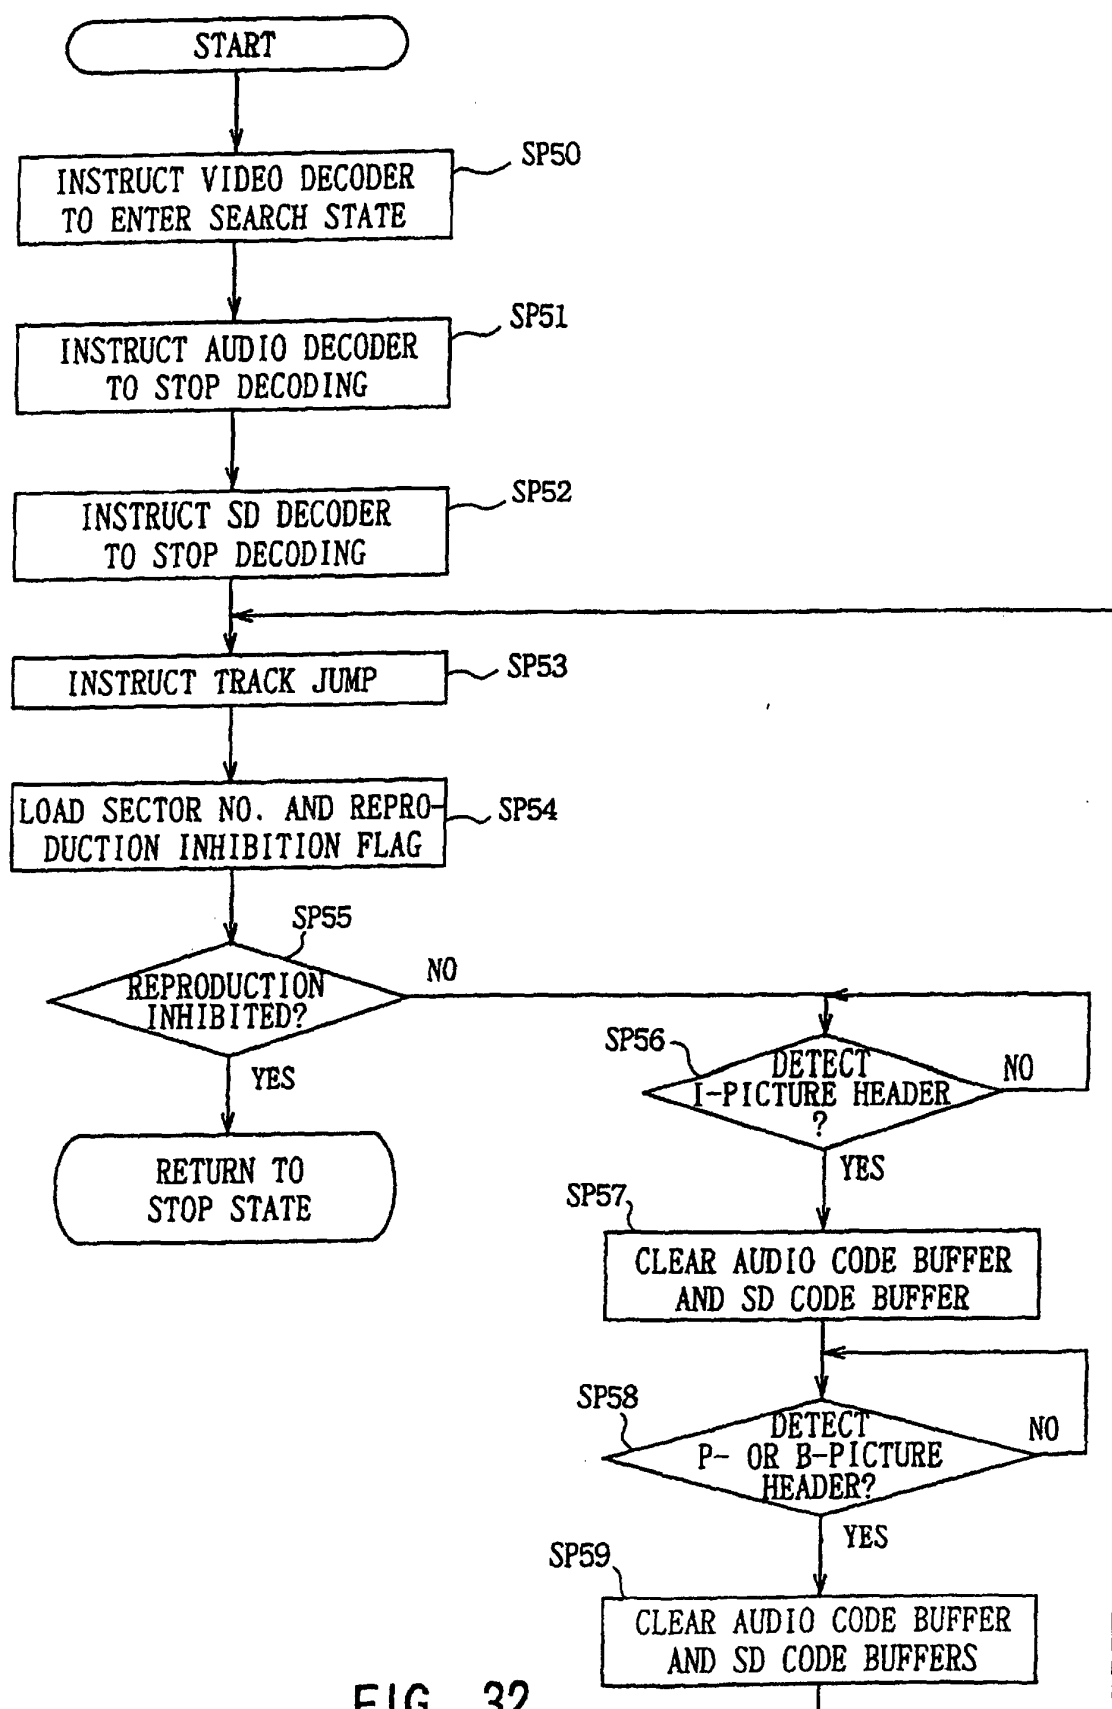 START
SP50
INSTRUCT VIDEO DECODER
TO ENTER SEARCH STATE
SP51
INSTRUCT AUDIO DECODER
TO STOP DECODING
SP52
INSTRUCT SD DECODER
TO STOP DECODING
SP53
INSTRUCT TRACK JUMP
SP54
LOAD SECTOR NO. AND REPRO-
DUCTION INHIBITION FLAG
SP55
REPRODUCTION
INHIBITED?
NO
YES
RETURN TO
STOP STATE
SP56
DETECT
I-PICTURE HEADER
?
NO
YES
SP57
CLEAR AUDIO CODE BUFFER
AND SD CODE BUFFER
SP58
DETECT
P- OR B-PICTURE
HEADER?
NO
YES
SP59
CLEAR AUDIO CODE BUFFER
AND SD CODE BUFFERS
FIG. 32